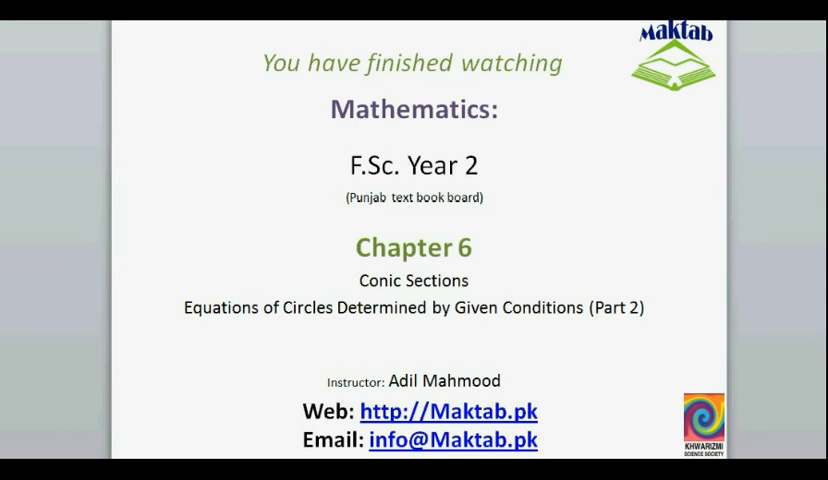 Maktab
You have finished watching
Mathematics:
F.Sc. Year 2
(Punjab text book board)
Chapter 6
Conic Sections
Equations of Circles Determined by Given Conditions (Part 2)
Instructor: Adil Mahmood
Web: http://Maktab.pk
Email: info@Maktab.pk
KHWARIZMI
SCIENCE SOCIETY